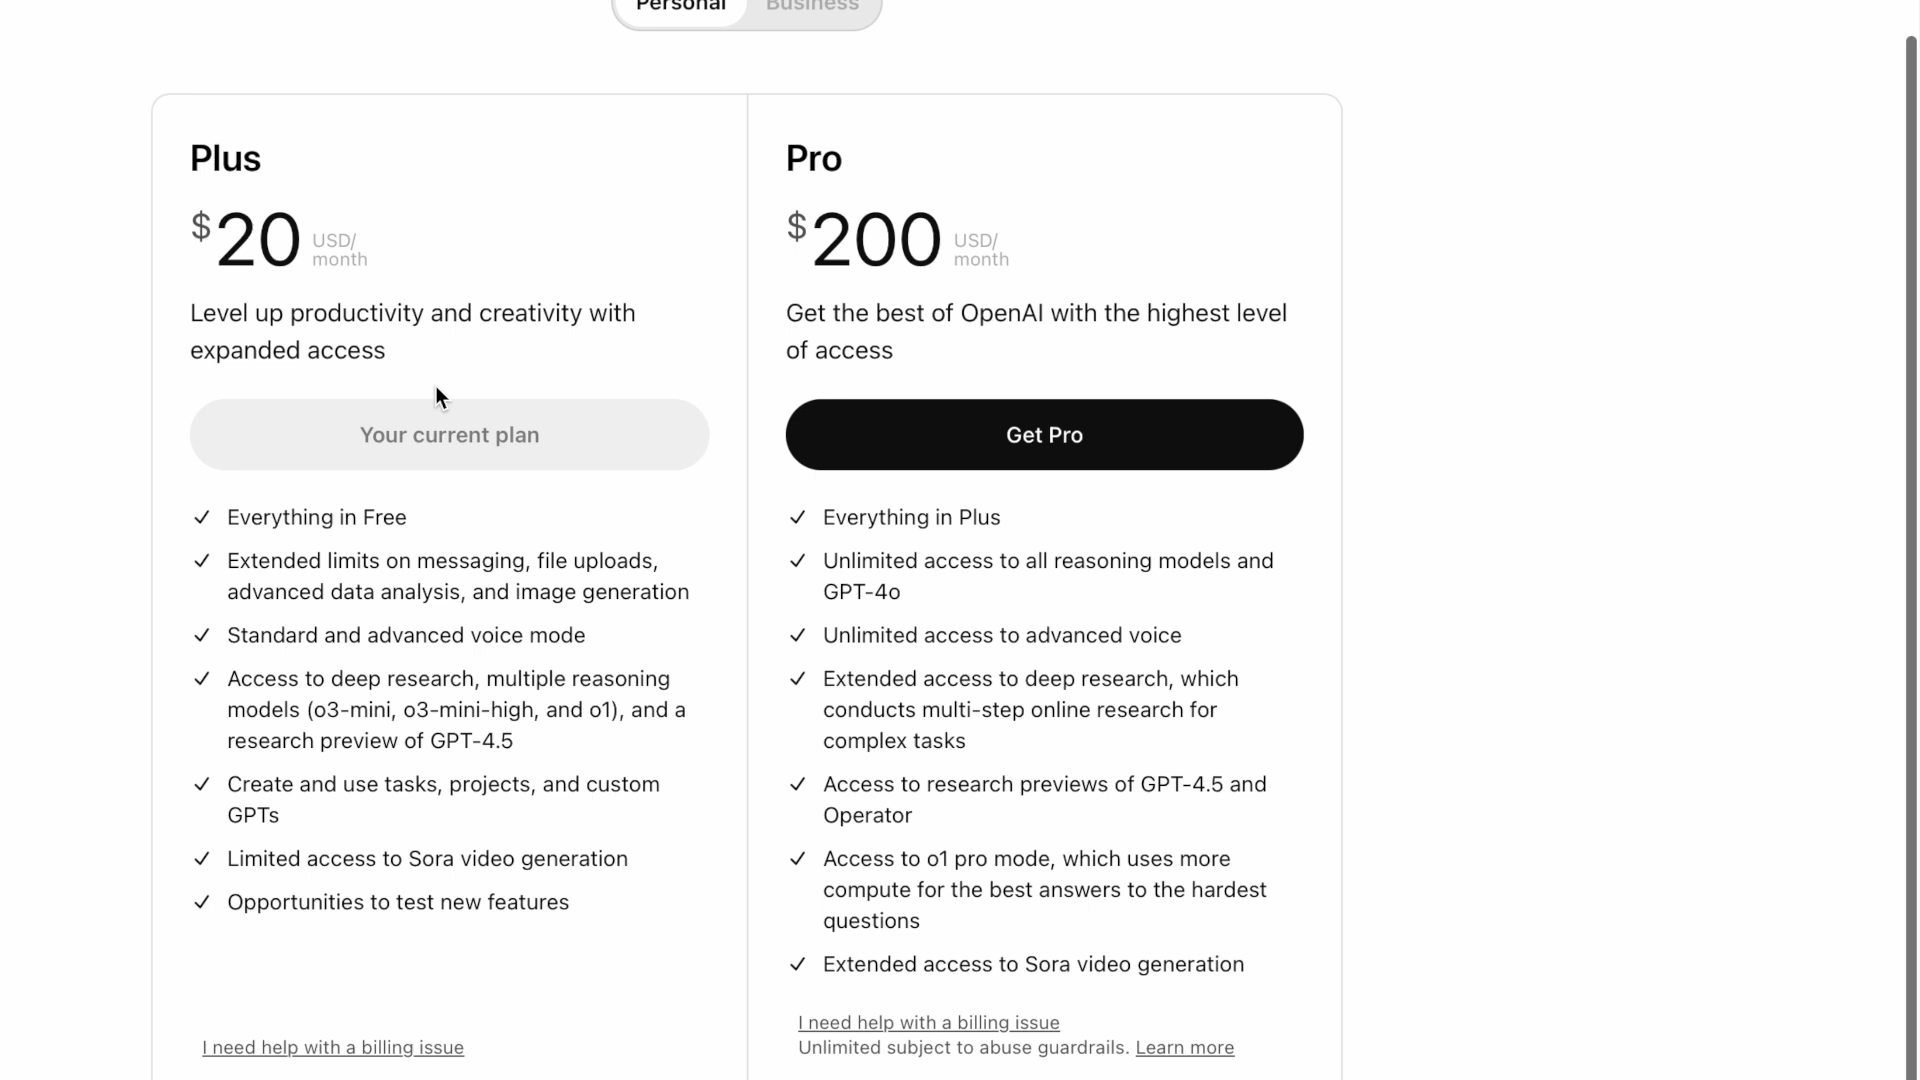 Personal Business
Plus
$20 USD/
month
Level up productivity and creativity with
expanded access
Your current plan
Everything in Free
Extended limits on messaging, file uploads,
advanced data analysis, and image generation
Standard and advanced voice mode
Access to deep research, multiple reasoning
models (o3-mini, o3-mini-high, and o1), and a
research preview of GPT-4.5
Create and use tasks, projects, and custom
GPTs
Limited access to Sora video generation
Opportunities to test new features
I need help with a billing issue
Pro
$200 USD/
month
Get the best of OpenAI with the highest level
of access
Get Pro
Everything in Plus
Unlimited access to all reasoning models and
GPT-4o
Unlimited access to advanced voice
Extended access to deep research, which
conducts multi-step online research for
complex tasks
Access to research previews of GPT-4.5 and
Operator
Access to o1 pro mode, which uses more
compute for the best answers to the hardest
questions
Extended access to Sora video generation
I need help with a billing issue
Unlimited subject to abuse guardrails. Learn more